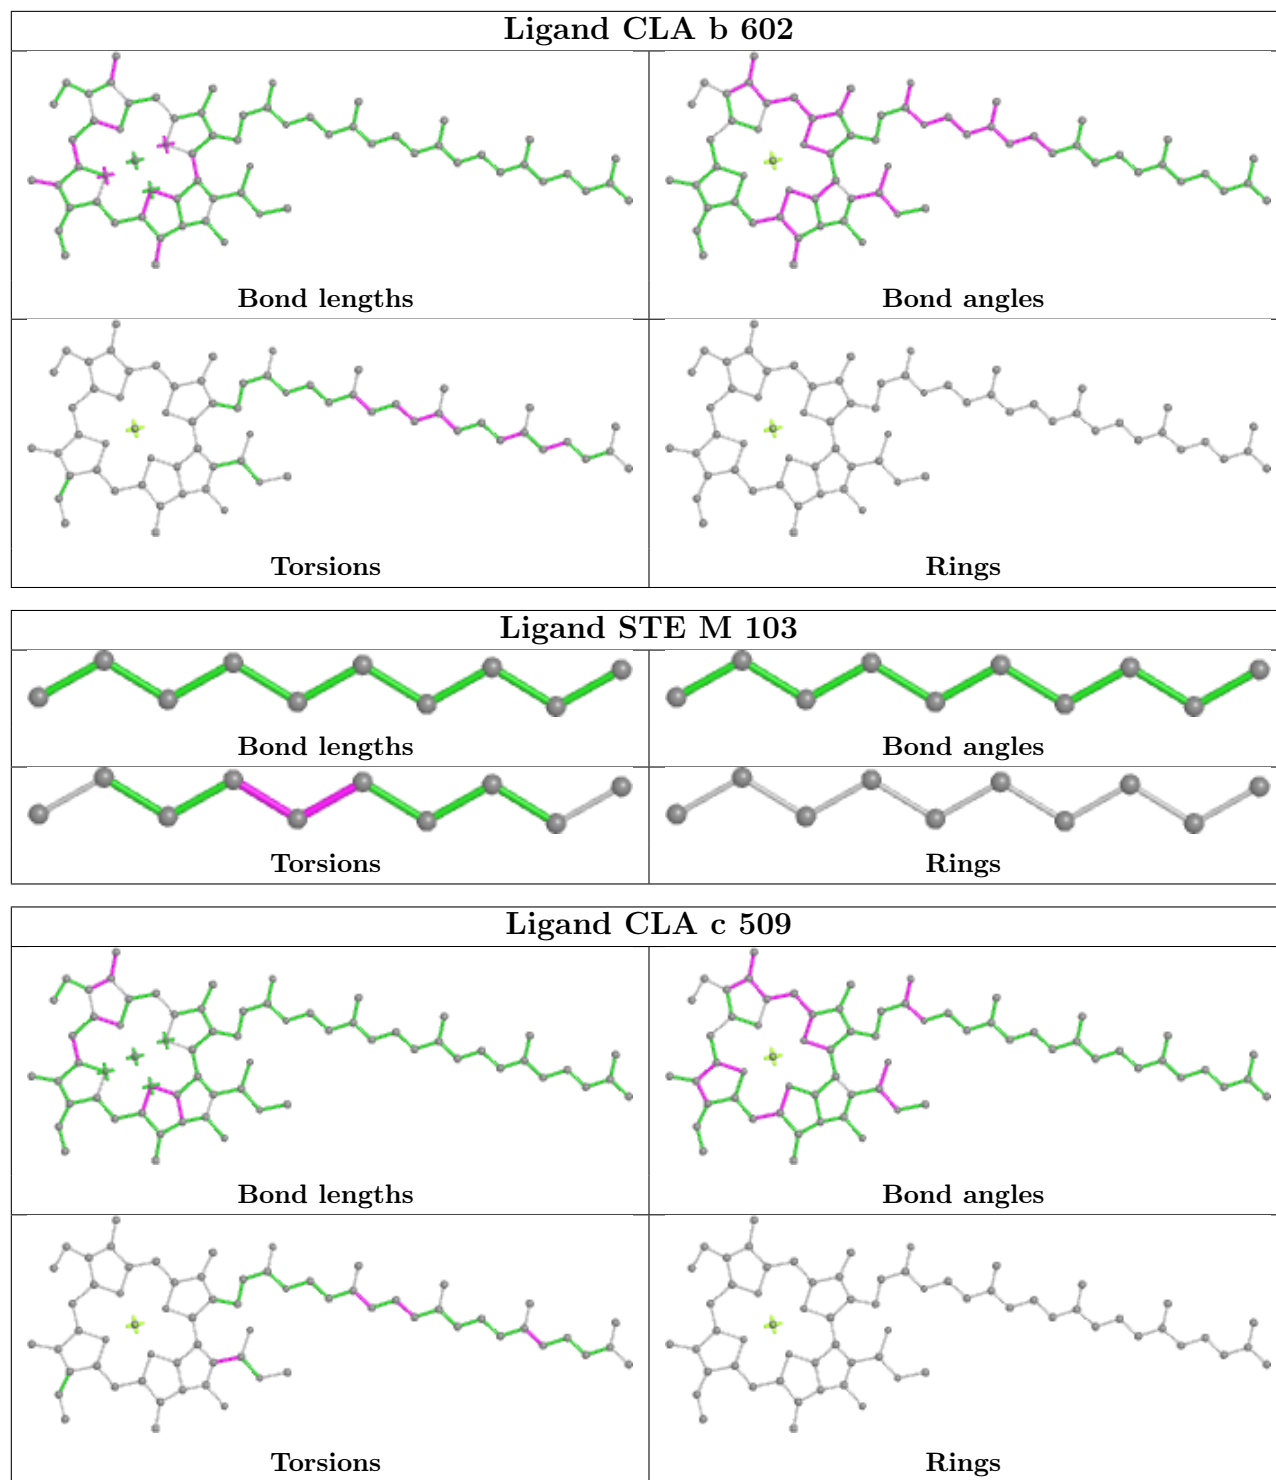 Ligand CLA b 602
Bond lengths
Bond angles
Torsions
Rings
Ligand STE M 103
Bond lengths
Bond angles
Torsions
Rings
Ligand CLA c 509
Bond lengths
Bond angles
Torsions
Rings